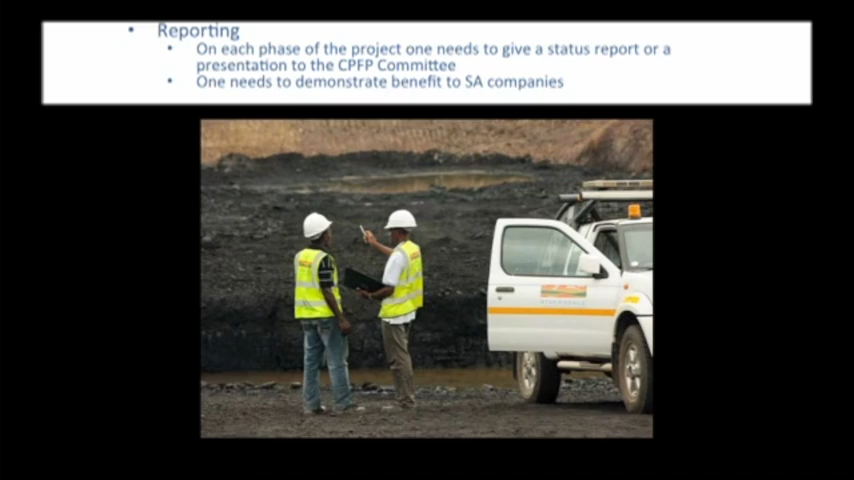 • Reporting
• On each phase of the project one needs to give a status report or a
presentation to the CPFP Committee
• One needs to demonstrate benefit to SA companies